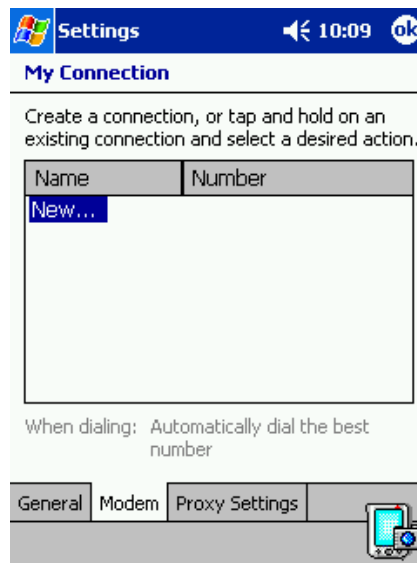 Settings 10:09 ok
My Connection
Create a connection, or tap and hold on an
existing connection and select a desired action.
Name Number
New...
When dialing: Automatically dial the best
number
General Modem Proxy Settings